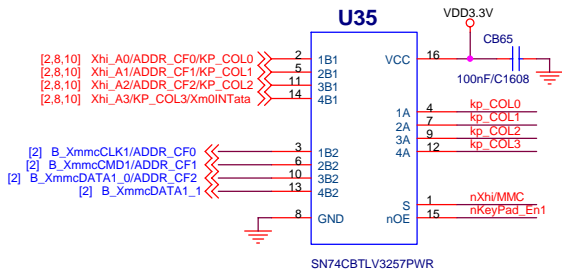 U35
VDD3.3V
CB65
100nF/C1608
[2,8,10] Xhi_A0/ADDR_CF0/KP_COL0 2 1B1 VCC 16
[2,8,10] Xhi_A1/ADDR_CF1/KP_COL1 5 2B1
[2,8,10] Xhi_A2/ADDR_CF2/KP_COL2 11 3B1
[2,8,10] Xhi_A3/KP_COL3/Xm0INTata 14 4B1
1A 4 kp_COL0
2A 7 kp_COL1
3A 9 kp_COL2
4A 12 kp_COL3
[2] B_XmmcCLK1/ADDR_CF0 3 1B2
[2] B_XmmcCMD1/ADDR_CF1 6 2B2
[2] B_XmmcDATA1_0/ADDR_CF2 10 3B2
[2] B_XmmcDATA1_1 13 4B2
S 1 nXhi/MMC
8 GND nOE 15 nKeyPad_En1
SN74CBTLV3257PWR